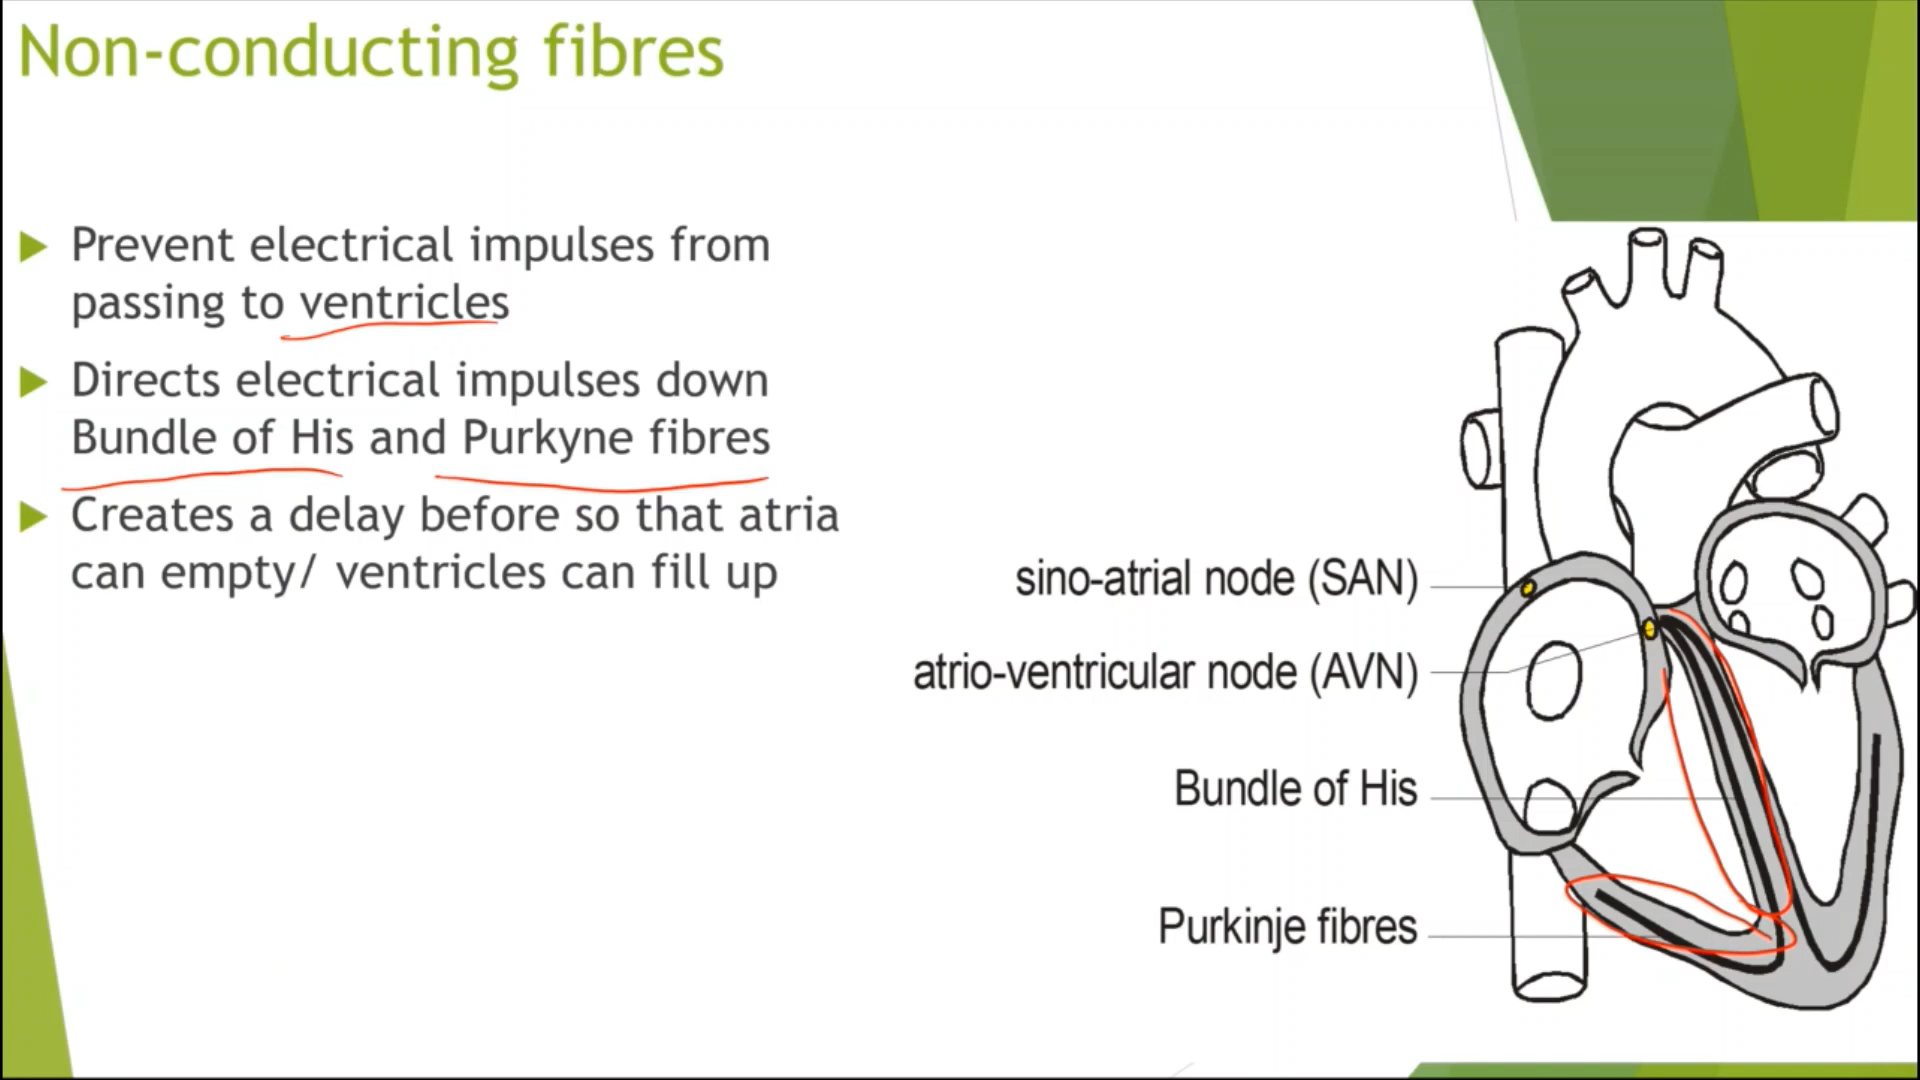 Non-conducting fibres
Prevent electrical impulses from
passing to ventricles
Directs electrical impulses down
Bundle of His and Purkyne fibres
Creates a delay before so that atria
can empty/ ventricles can fill up
sino-atrial node (SAN)
atrio-ventricular node (AVN)
Bundle of His
Purkinje fibres